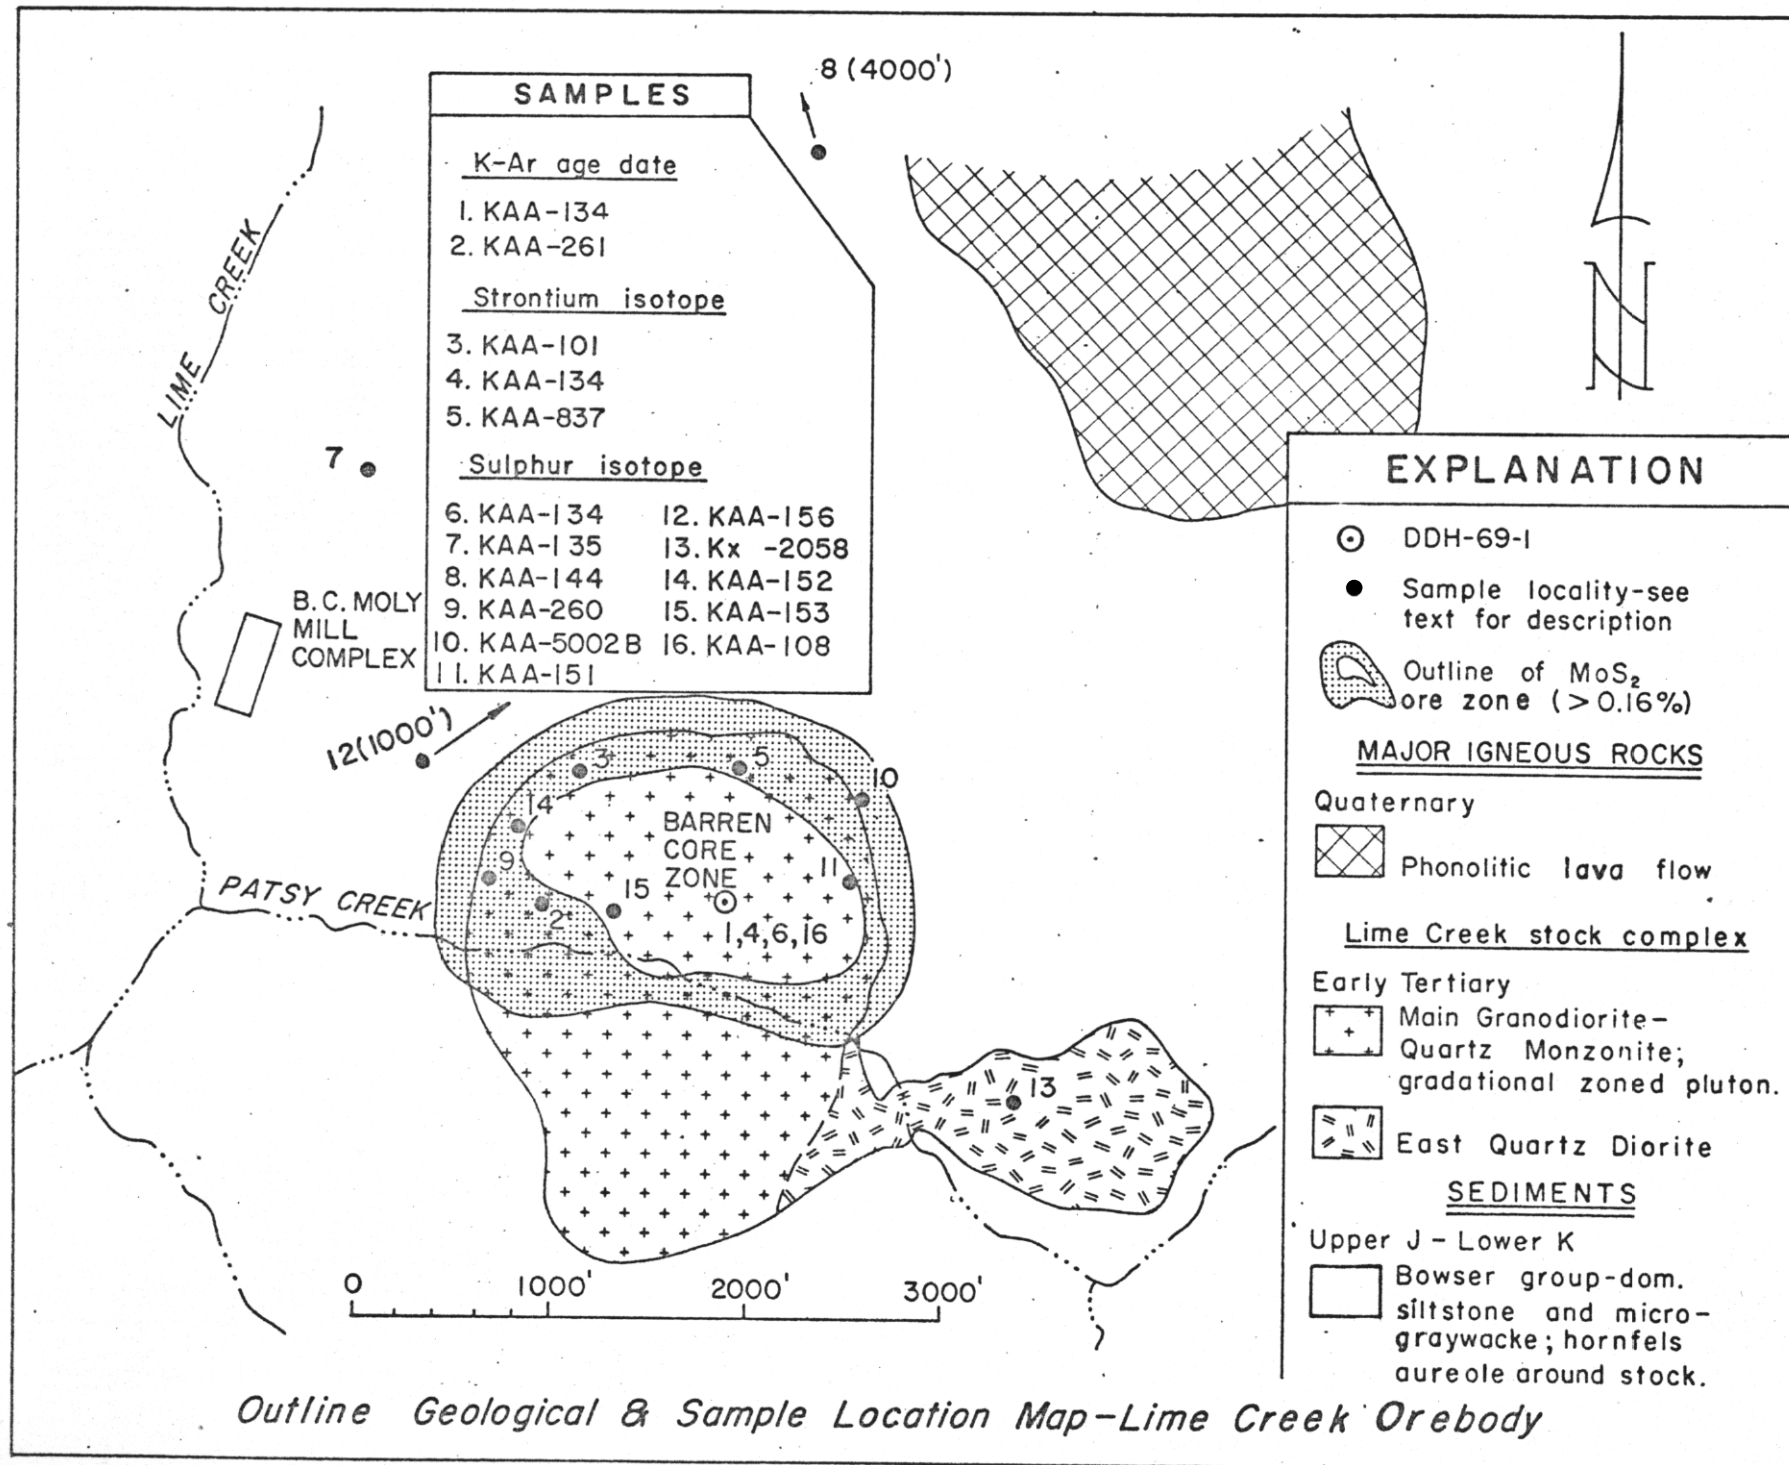 8 (4000')
SAMPLES
K-Ar age date
1. KAA-134
2. KAA-261
Strontium isotope
3. KAA-101
4. KAA-134
5. KAA-837
Sulphur isotope
6. KAA-134
7. KAA-135
8. KAA-144
9. KAA-260
10. KAA-5002B
11. KAA-151
12. KAA-156
13. Kx -2058
14. KAA-152
15. KAA-153
16. KAA-108
LIME CREEK
7
B.C. MOLY
MILL
COMPLEX
12(1000')
PATSY CREEK
3
5
10
14
9
2
15
11
BARREN
CORE
ZONE
1,4,6,16
13
N
EXPLANATION
DDH-69-1
Sample locality-see
text for description
Outline of MoS₂
ore zone (>0.16%)
MAJOR IGNEOUS ROCKS
Quaternary
Phonolitic lava flow
Lime Creek stock complex
Early Tertiary
Main Granodiorite-
Quartz Monzonite;
gradational zoned pluton.
East Quartz Diorite
SEDIMENTS
Upper J - Lower K
Bowser group-dom.
siltstone and micro-
graywacke; hornfels
aureole around stock.
0 1000' 2000' 3000'
Outline Geological & Sample Location Map-Lime Creek Orebody